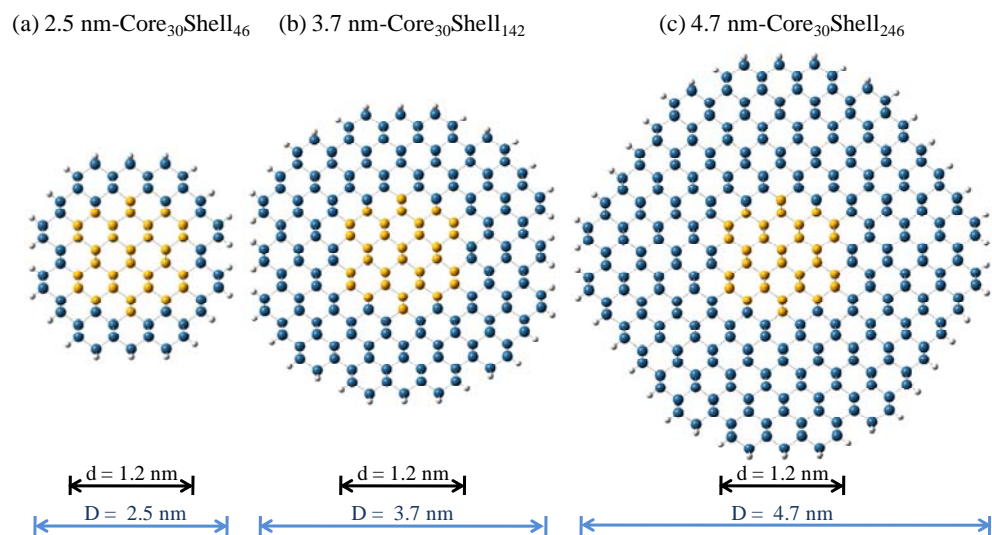 (a) 2.5 nm-Core₃₀Shell₄₆ (b) 3.7 nm-Core₃₀Shell₁₄₂ (c) 4.7 nm-Core₃₀Shell₂₄₆
d = 1.2 nm d = 1.2 nm d = 1.2 nm
D = 2.5 nm D = 3.7 nm D = 4.7 nm